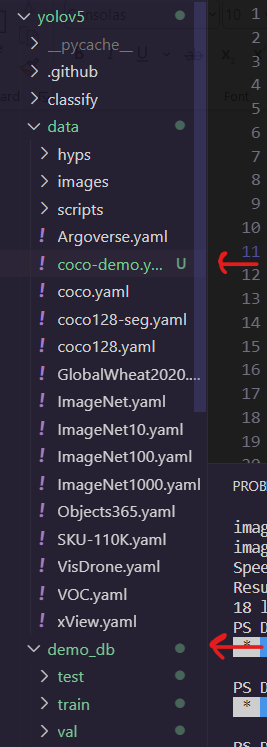 yolov5
__pycache__
.github
classify
data
hyps
images
scripts
! Argoverse.yaml
! coco-demo.y... U
! coco.yaml
! coco128-seg.yaml
! coco128.yaml
! GlobalWheat2020....
! ImageNet.yaml
! ImageNet10.yaml
! ImageNet100.yaml
! ImageNet1000.yaml
! Objects365.yaml
! SKU-110K.yaml
! VisDrone.yaml
! VOC.yaml
! xView.yaml
demo_db
test
train
val
10
1
2
3
4
5
6
7
8
9
10
11
12
13
14
15
16
17
18
19
PROB
imag
imag
Spee
Resu
18 l
PS D
*
PS D
*